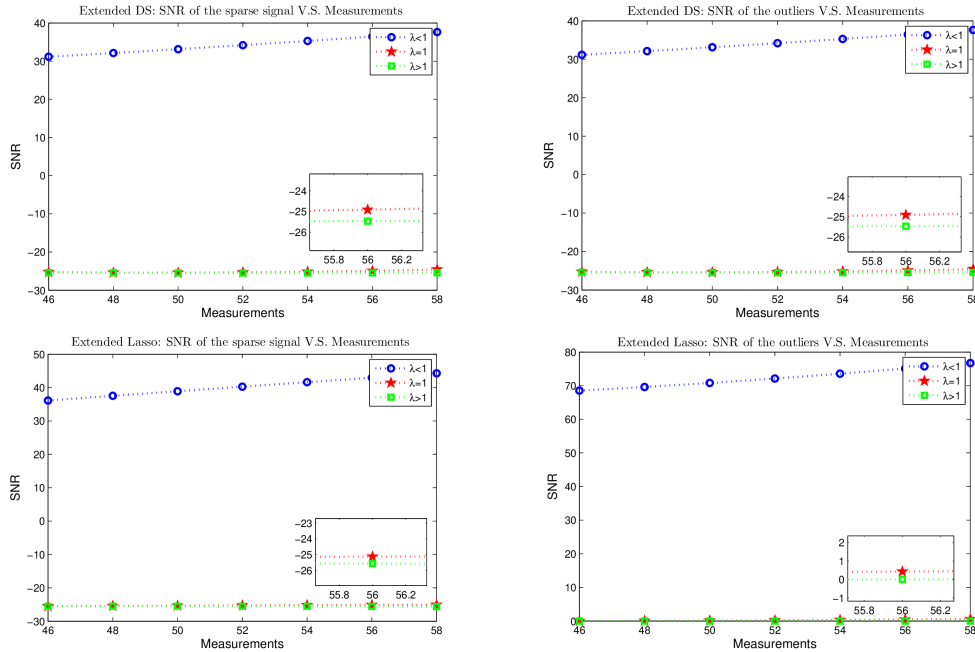 Extended DS: SNR of the sparse signal V.S. Measurements
40
30
20
10
0
−10
−20
−30
SNR
46 48 50 52 54 56 58
Measurements
λ<1
λ=1
λ>1
−24
−25
−26
55.8 56 56.2
Extended DS: SNR of the outliers V.S. Measurements
40
30
20
10
0
−10
−20
−30
SNR
46 48 50 52 54 56 58
Measurements
λ<1
λ=1
λ>1
−24
−25
−26
55.8 56 56.2
Extended Lasso: SNR of the sparse signal V.S. Measurements
50
40
30
20
10
0
−10
−20
−30
SNR
46 48 50 52 54 56 58
Measurements
λ<1
λ=1
λ>1
−23
−24
−25
−26
55.8 56 56.2
Extended Lasso: SNR of the outliers V.S. Measurements
80
70
60
50
40
30
20
10
0
SNR
46 48 50 52 54 56 58
Measurements
λ<1
λ=1
λ>1
2
1
0
−1
55.8 56 56.2